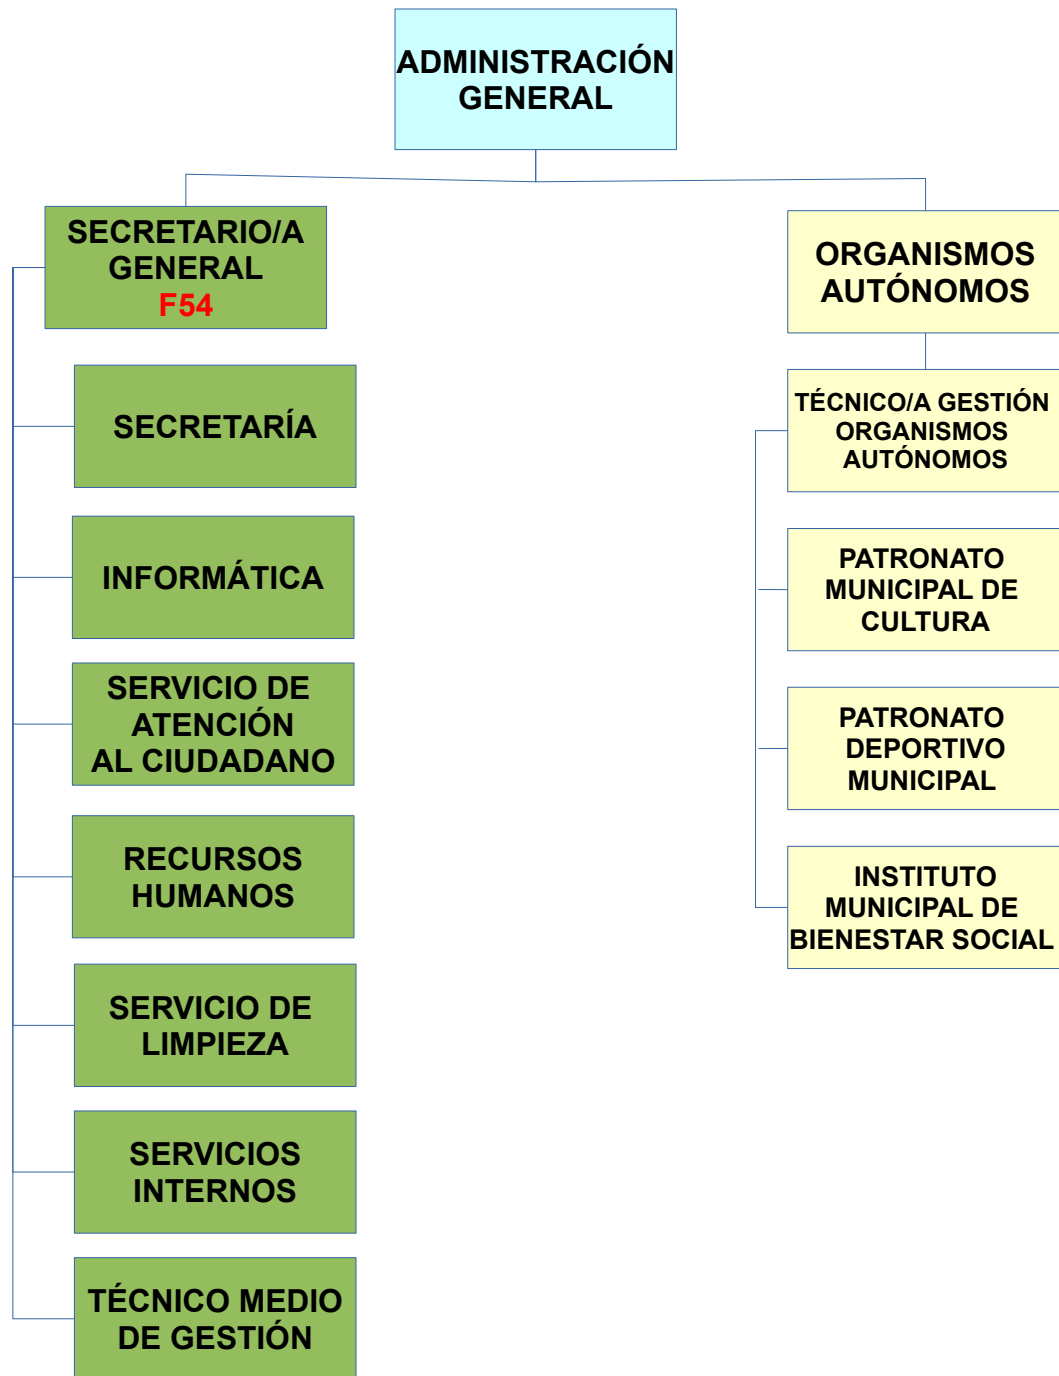 ADMINISTRACIÓN
GENERAL
SECRETARIO/A
GENERAL
F54
SECRETARÍA
INFORMÁTICA
SERVICIO DE
ATENCIÓN
AL CIUDADANO
RECURSOS
HUMANOS
SERVICIO DE
LIMPIEZA
SERVICIOS
INTERNOS
TÉCNICO MEDIO
DE GESTIÓN
ORGANISMOS
AUTÓNOMOS
TÉCNICO/A GESTIÓN
ORGANISMOS
AUTÓNOMOS
PATRONATO
MUNICIPAL DE
CULTURA
PATRONATO
DEPORTIVO
MUNICIPAL
INSTITUTO
MUNICIPAL DE
BIENESTAR SOCIAL